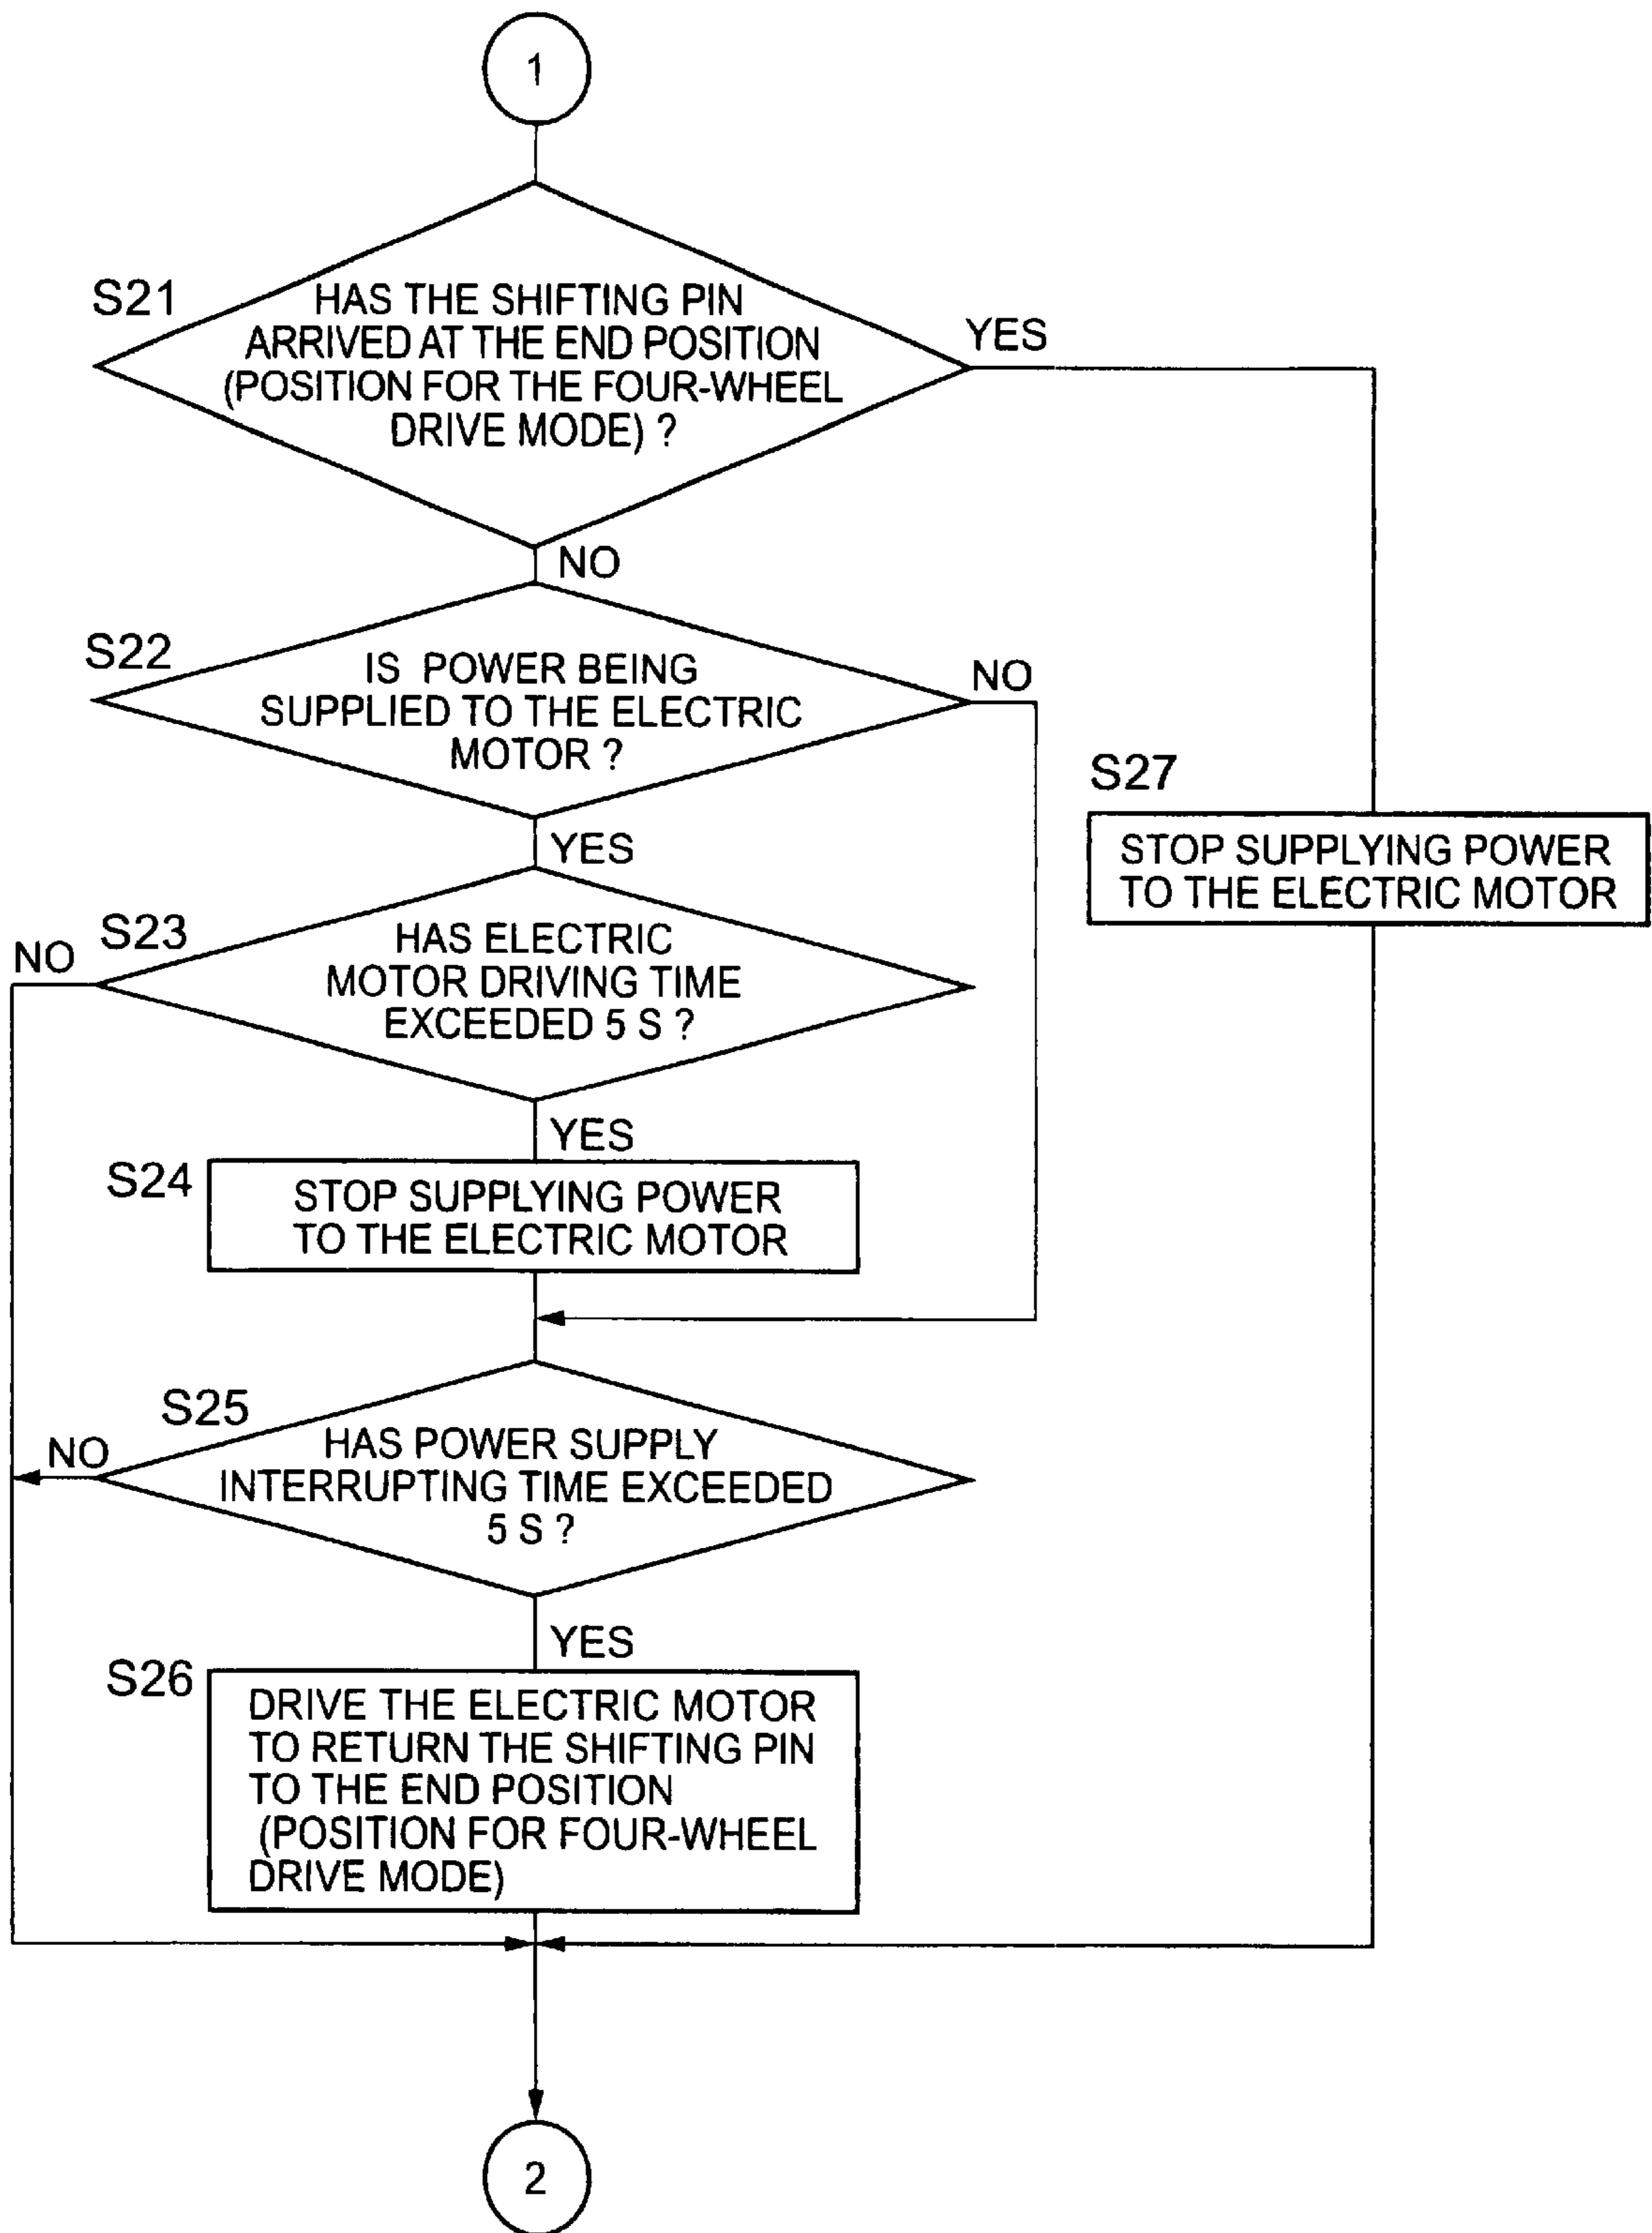 1
S21
HAS THE SHIFTING PIN
ARRIVED AT THE END POSITION
(POSITION FOR THE FOUR-WHEEL
DRIVE MODE) ?
YES
NO
S22
IS POWER BEING
SUPPLIED TO THE ELECTRIC
MOTOR ?
NO
YES
S27
STOP SUPPLYING POWER
TO THE ELECTRIC MOTOR
S23
HAS ELECTRIC
MOTOR DRIVING TIME
EXCEEDED 5 S ?
NO
YES
S24
STOP SUPPLYING POWER
TO THE ELECTRIC MOTOR
S25
HAS POWER SUPPLY
INTERRUPTING TIME EXCEEDED
5 S ?
NO
YES
S26
DRIVE THE ELECTRIC MOTOR
TO RETURN THE SHIFTING PIN
TO THE END POSITION
(POSITION FOR FOUR-WHEEL
DRIVE MODE)
2